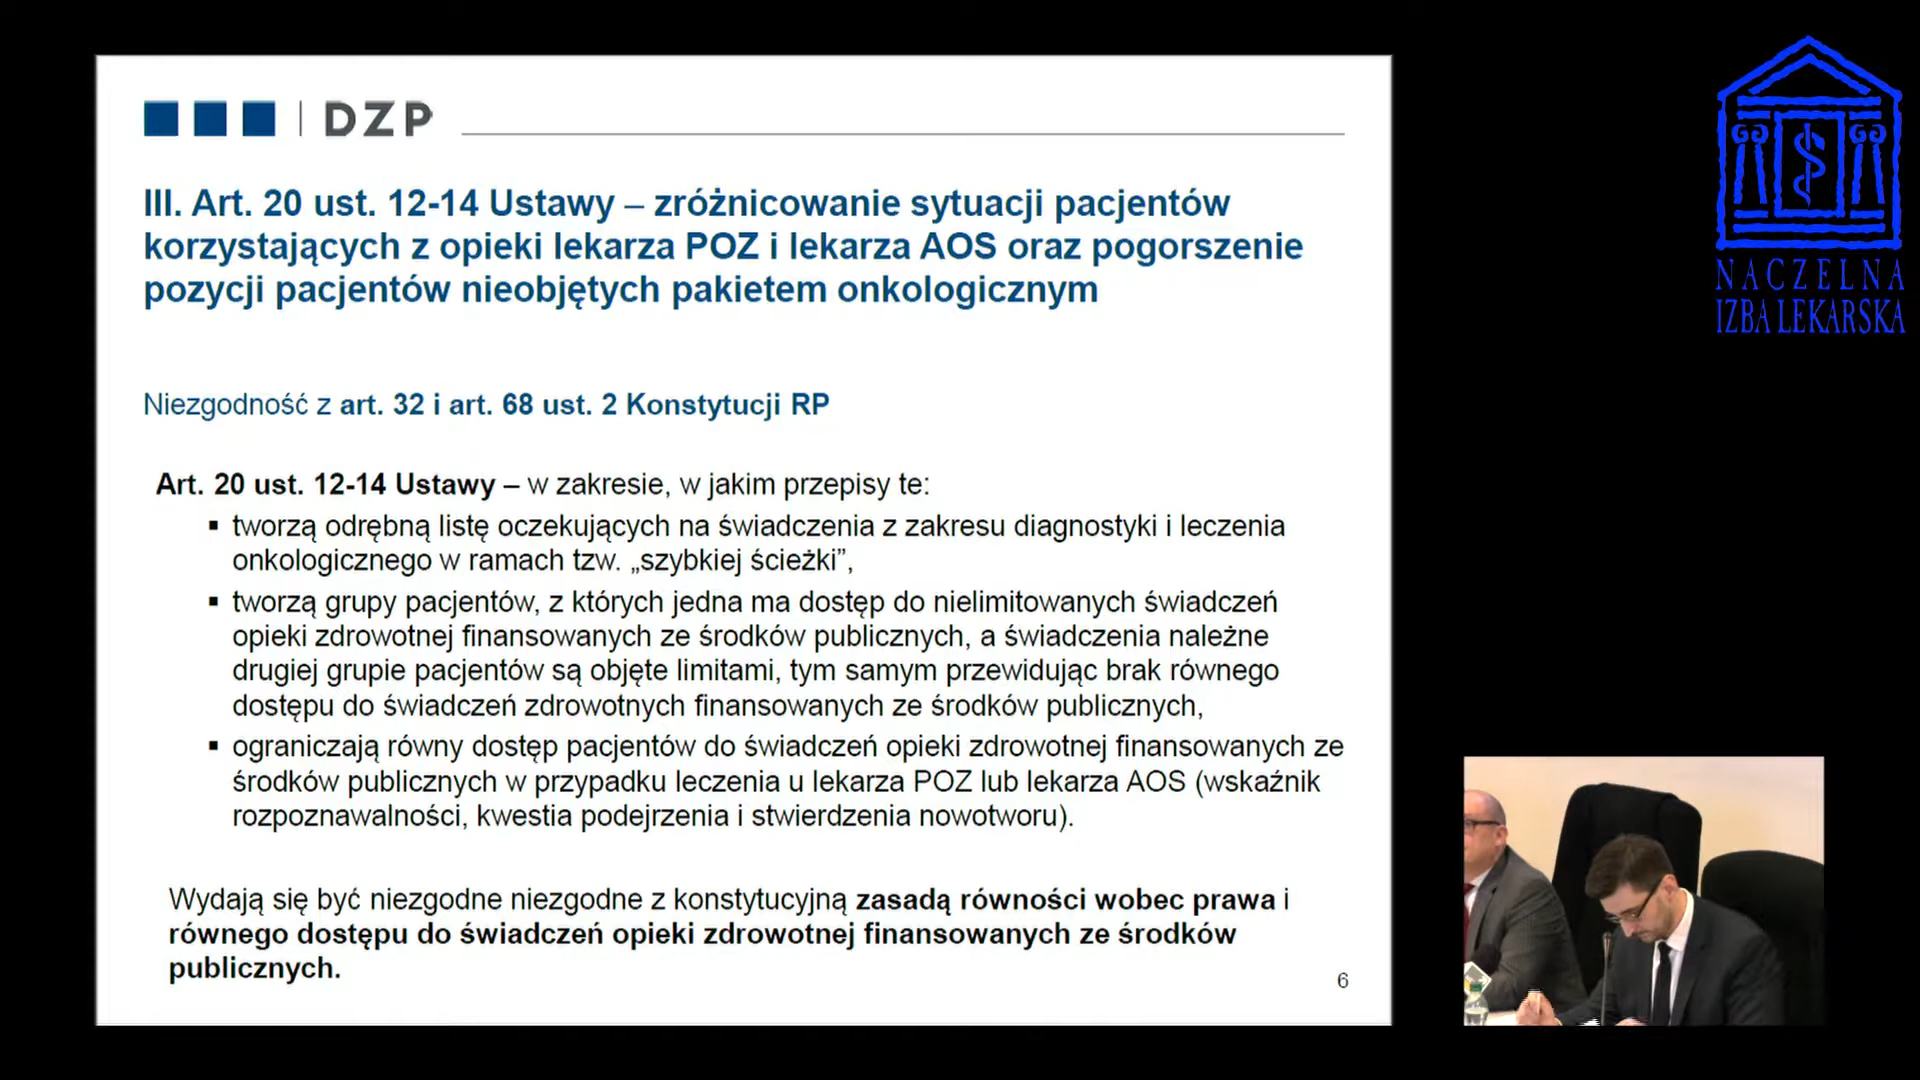 DZP
III. Art. 20 ust. 12-14 Ustawy – zróżnicowanie sytuacji pacjentów
korzystających z opieki lekarza POZ i lekarza AOS oraz pogorszenie
pozycji pacjentów nieobjętych pakietem onkologicznym
Niezgodność z art. 32 i art. 68 ust. 2 Konstytucji RP
Art. 20 ust. 12-14 Ustawy – w zakresie, w jakim przepisy te:
▪ tworzą odrębną listę oczekujących na świadczenia z zakresu diagnostyki i leczenia
onkologicznego w ramach tzw. „szybkiej ścieżki”,
▪ tworzą grupy pacjentów, z których jedna ma dostęp do nielimitowanych świadczeń
opieki zdrowotnej finansowanych ze środków publicznych, a świadczenia należne
drugiej grupie pacjentów są objęte limitami, tym samym przewidując brak równego
dostępu do świadczeń zdrowotnych finansowanych ze środków publicznych,
▪ ograniczają równy dostęp pacjentów do świadczeń opieki zdrowotnej finansowanych ze
środków publicznych w przypadku leczenia u lekarza POZ lub lekarza AOS (wskaźnik
rozpoznawalności, kwestia podejrzenia i stwierdzenia nowotworu).
Wydają się być niezgodne niezgodne z konstytucyjną zasadą równości wobec prawa i
równego dostępu do świadczeń opieki zdrowotnej finansowanych ze środków
publicznych.
6
NACZELNA
IZBA LEKARSKA